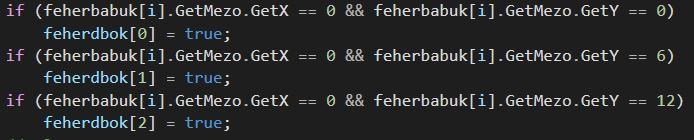 if (feherbabuk[i].GetMezo.GetX == 0 && feherbabuk[i].GetMezo.GetY == 0)
feherdbok[0] = true;
if (feherbabuk[i].GetMezo.GetX == 0 && feherbabuk[i].GetMezo.GetY == 6)
feherdbok[1] = true;
if (feherbabuk[i].GetMezo.GetX == 0 && feherbabuk[i].GetMezo.GetY == 12)
feherdbok[2] = true;